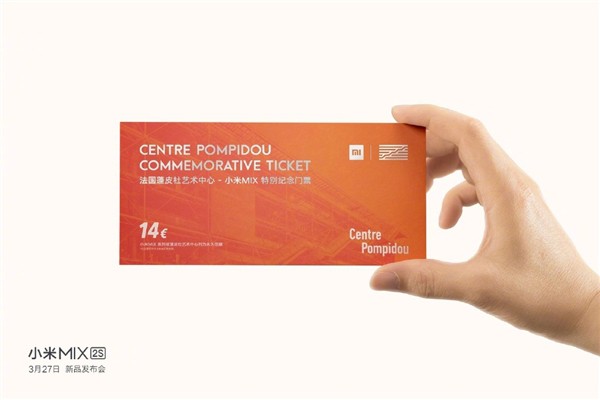 CENTRE POMPIDOU
COMMEMORATIVE TICKET
法国蓬皮杜艺术中心 - 小米MIX 特别纪念门票
14€
Centre
Pompidou
小米MIX 2S
3月27日 新品发布会